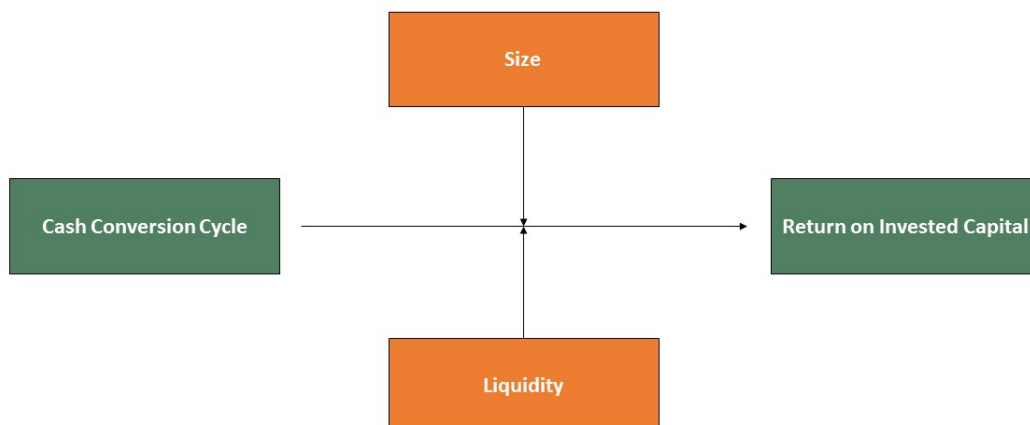 Size
Cash Conversion Cycle
Return on Invested Capital
Liquidity